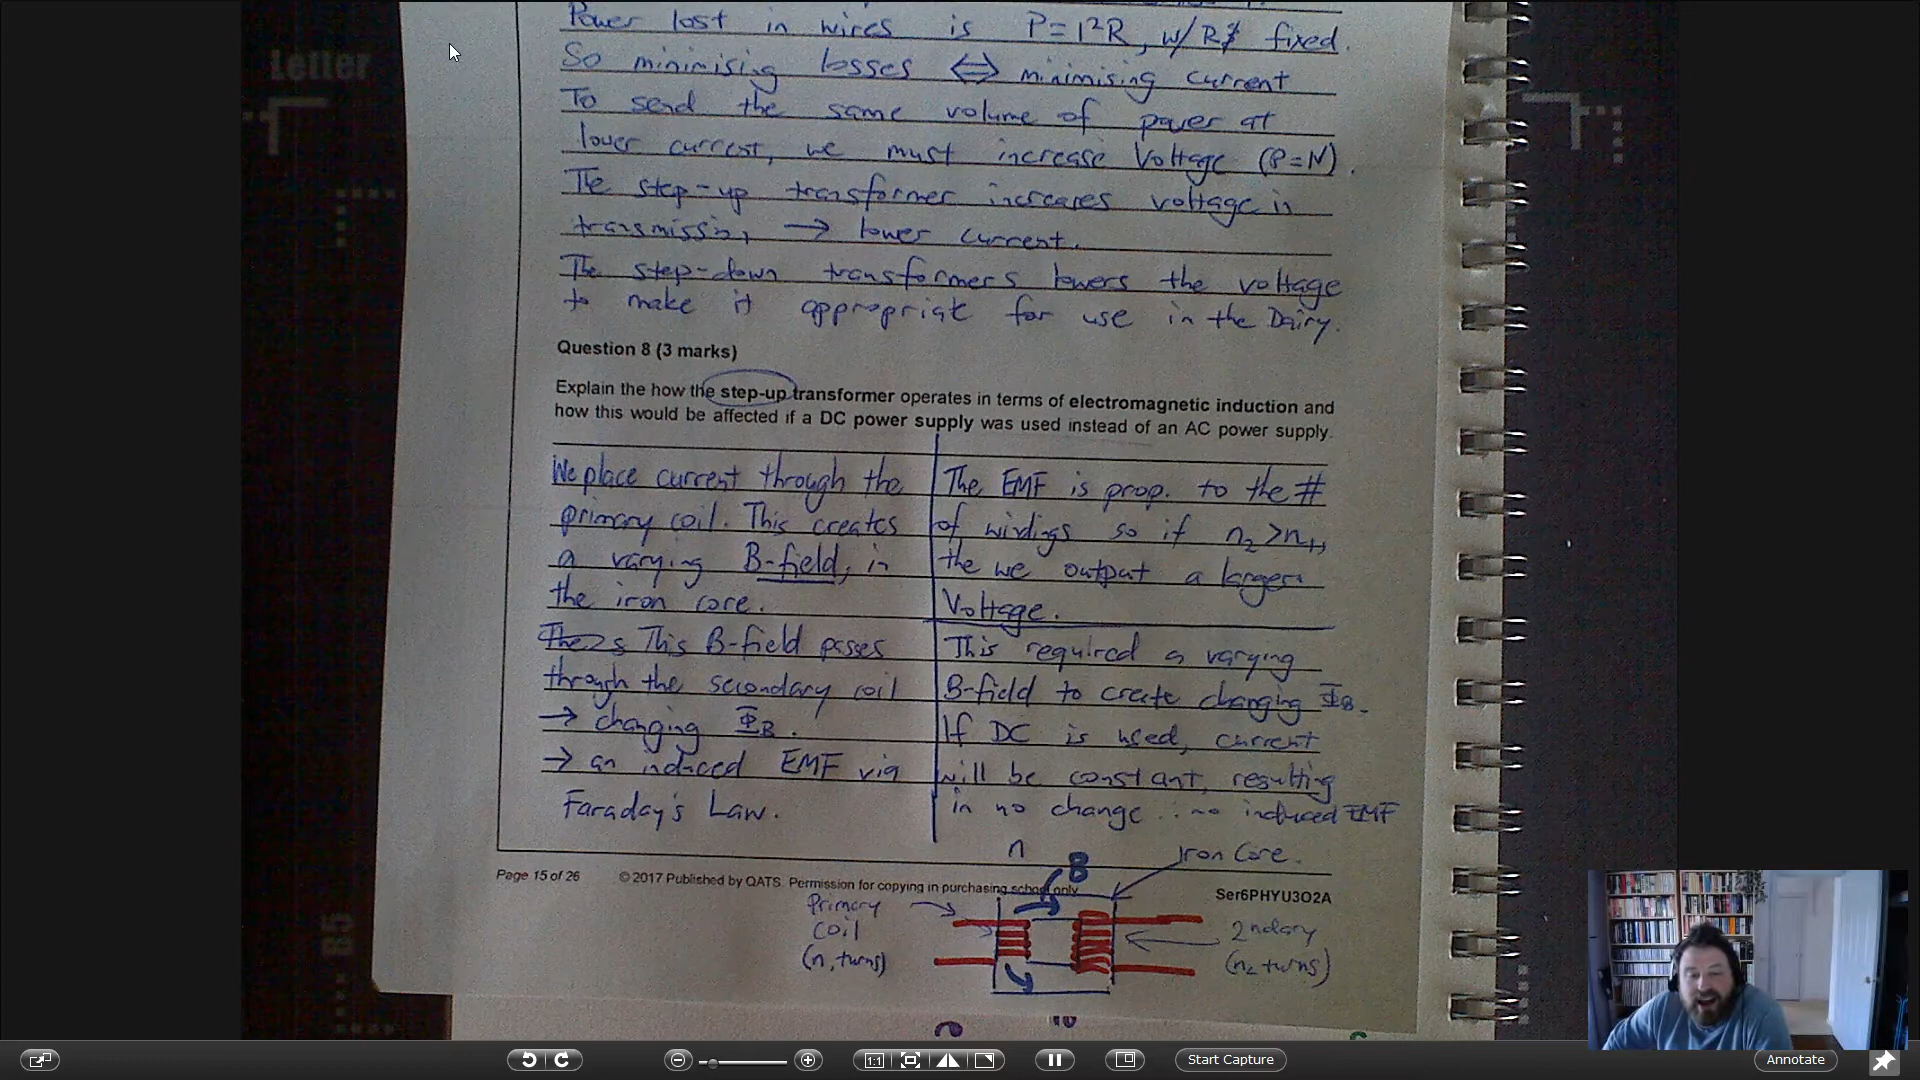 Letter
Power lost in wires is P=I²R, w/ R fixed.
So minimising losses ⇔ minimising current
To send the same volume of power at
lower current, we must increase Voltage (P=IV).
The step-up transformer increases voltage in
transmission → lower current.
The step-down transformers lowers the voltage
to make it appropriate for use in the Dairy.
Question 8 (3 marks)
Explain the how the step-up transformer operates in terms of electromagnetic induction and
how this would be affected if a DC power supply was used instead of an AC power supply.
We place current through the
primary coil. This creates
a varying B-field, in
the iron core.
This B-field passes
through the secondary coil
→ changing Φ_B.
→ an induced EMF via
Faraday's Law.
The EMF is prop. to the #
of windings so if n₂>n₁,
the we output a larger
Voltage.
This required a varying
B-field to create changing Φ_B.
If DC is used, current
will be constant, resulting
in no change ∴ no induced EMF
n
B
Iron Core.
Page 15 of 26
© 2017 Published by QATS. Permission for copying in purchasing school only
Ser6PHYU3O2A
Primary
Coil
(n₁ turns)
2ndary
(n₂ turns)
B5
1:1
Start Capture
Annotate